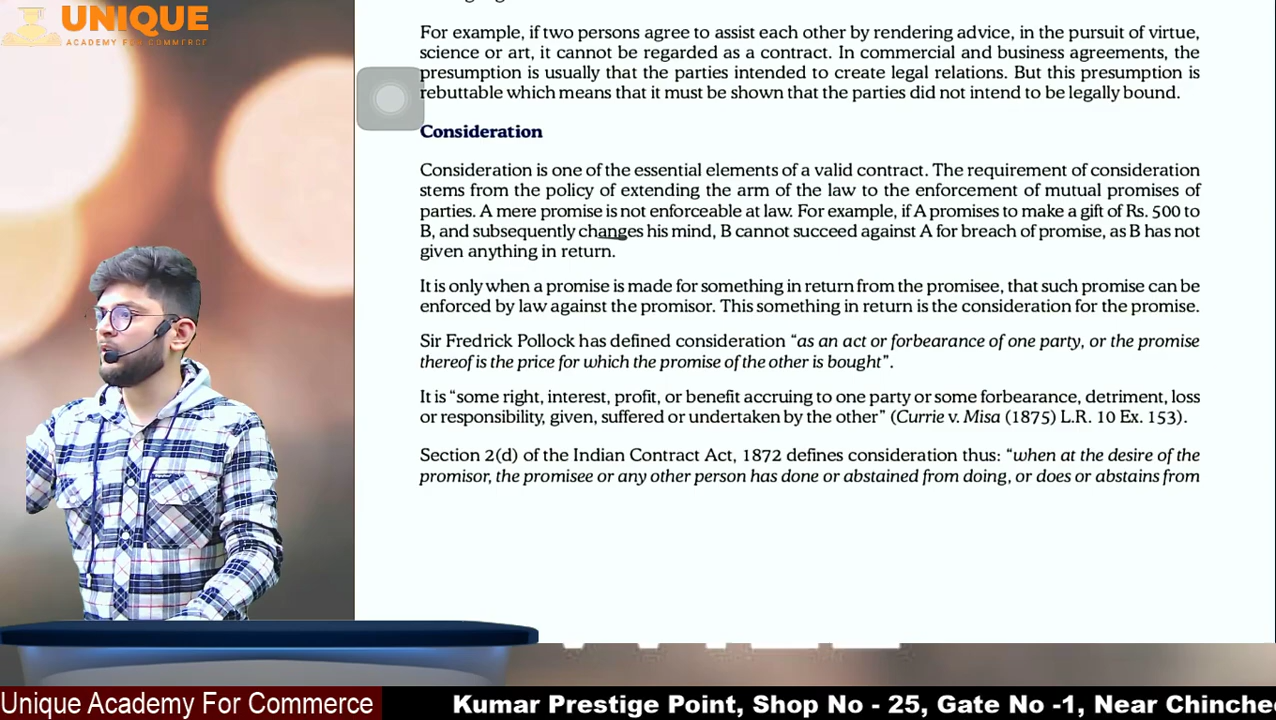 UNIQUE
ACADEMY FOR COMMERCE
For example, if two persons agree to assist each other by rendering advice, in the pursuit of virtue,
science or art, it cannot be regarded as a contract. In commercial and business agreements, the
presumption is usually that the parties intended to create legal relations. But this presumption is
rebuttable which means that it must be shown that the parties did not intend to be legally bound.
Consideration
Consideration is one of the essential elements of a valid contract. The requirement of consideration
stems from the policy of extending the arm of the law to the enforcement of mutual promises of
parties. A mere promise is not enforceable at law. For example, if A promises to make a gift of Rs. 500 to
B, and subsequently changes his mind, B cannot succeed against A for breach of promise, as B has not
given anything in return.
It is only when a promise is made for something in return from the promisee, that such promise can be
enforced by law against the promisor. This something in return is the consideration for the promise.
Sir Fredrick Pollock has defined consideration “as an act or forbearance of one party, or the promise
thereof is the price for which the promise of the other is bought”.
It is “some right, interest, profit, or benefit accruing to one party or some forbearance, detriment, loss
or responsibility, given, suffered or undertaken by the other” (Currie v. Misa (1875) L.R. 10 Ex. 153).
Section 2(d) of the Indian Contract Act, 1872 defines consideration thus: “when at the desire of the
promisor, the promisee or any other person has done or abstained from doing, or does or abstains from
Unique Academy For Commerce
Kumar Prestige Point, Shop No - 25, Gate No -1, Near Chinche